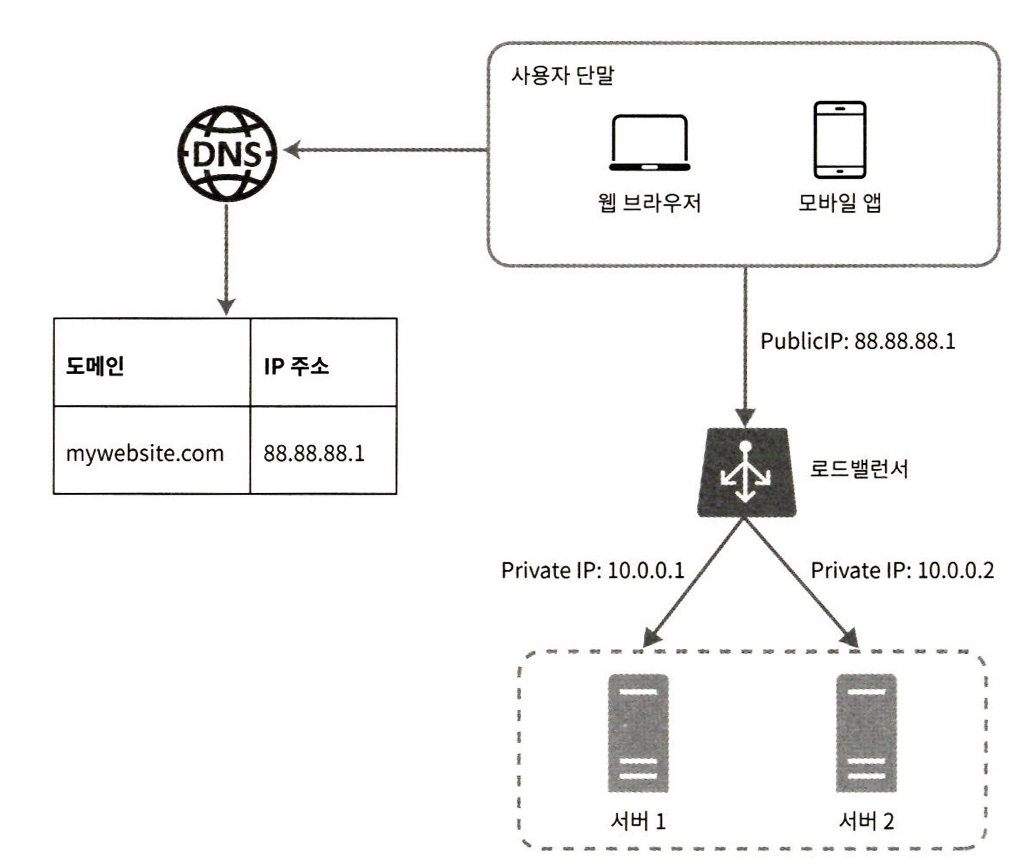 사용자 단말
DNS
웹 브라우저
모바일 앱
도메인
IP 주소
mywebsite.com
88.88.88.1
PublicIP: 88.88.88.1
로드밸런서
Private IP: 10.0.0.1
Private IP: 10.0.0.2
서버 1
서버 2